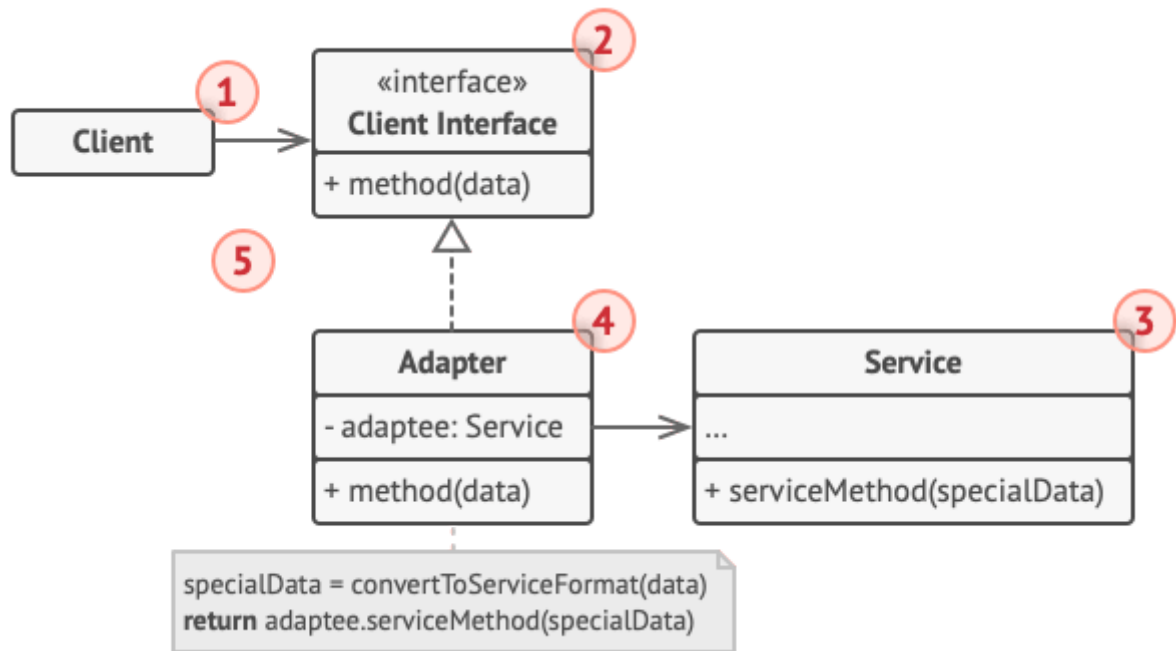 1
Client
2
«interface»
Client Interface
+ method(data)
5
4
Adapter
- adaptee: Service
+ method(data)
3
Service
...
+ serviceMethod(specialData)
specialData = convertToServiceFormat(data)
return adaptee.serviceMethod(specialData)